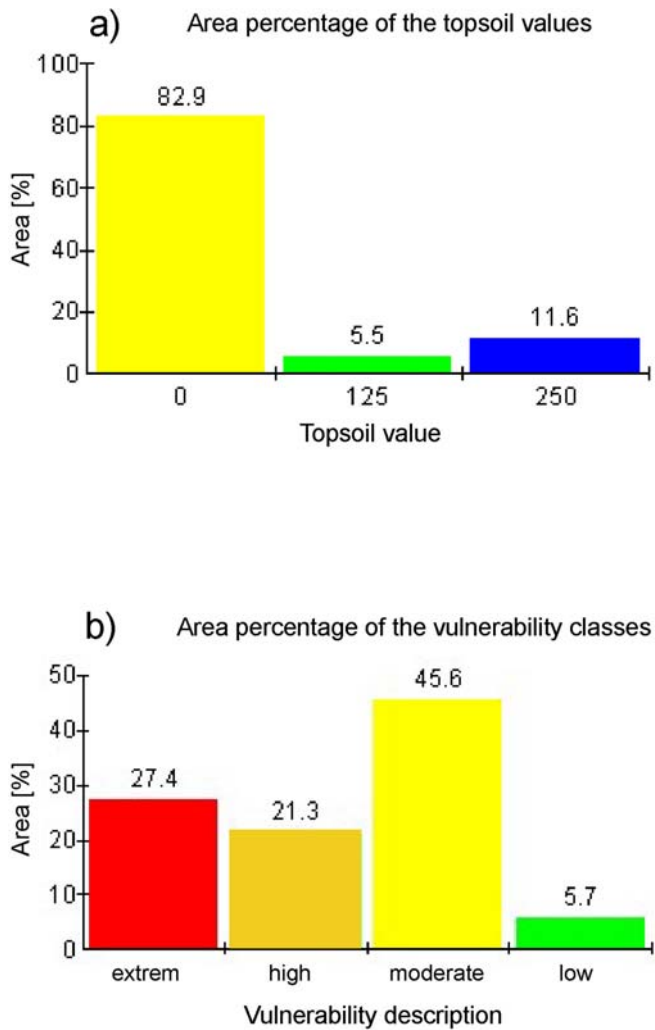 a) Area percentage of the topsoil values
100
82.9
80
60
40
20
0
5.5
11.6
Area [%]
0 125 250
Topsoil value
b) Area percentage of the vulnerability classes
50
45.6
40
30
27.4
21.3
20
10
5.7
0
Area [%]
extrem high moderate low
Vulnerability description